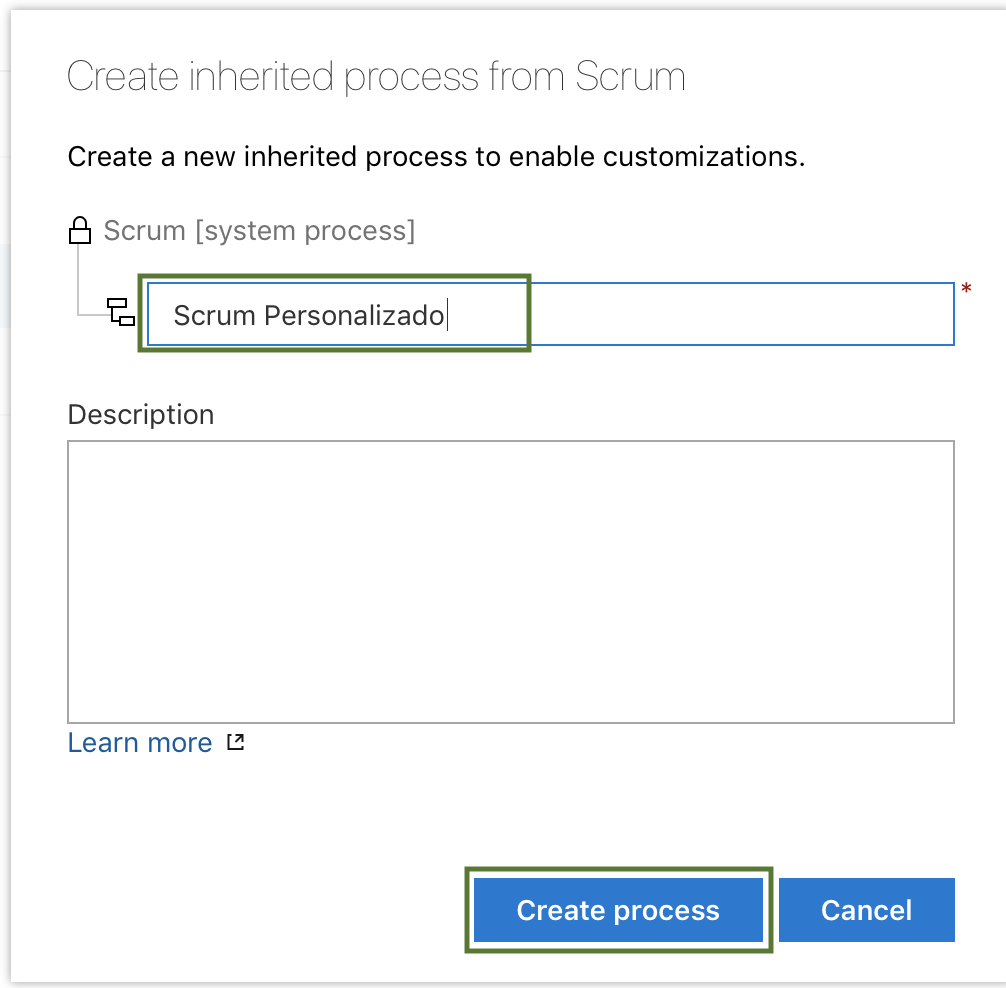 Create inherited process from Scrum
Create a new inherited process to enable customizations.
Scrum [system process]
Scrum Personalizado
*
Description
Learn more
Create process
Cancel